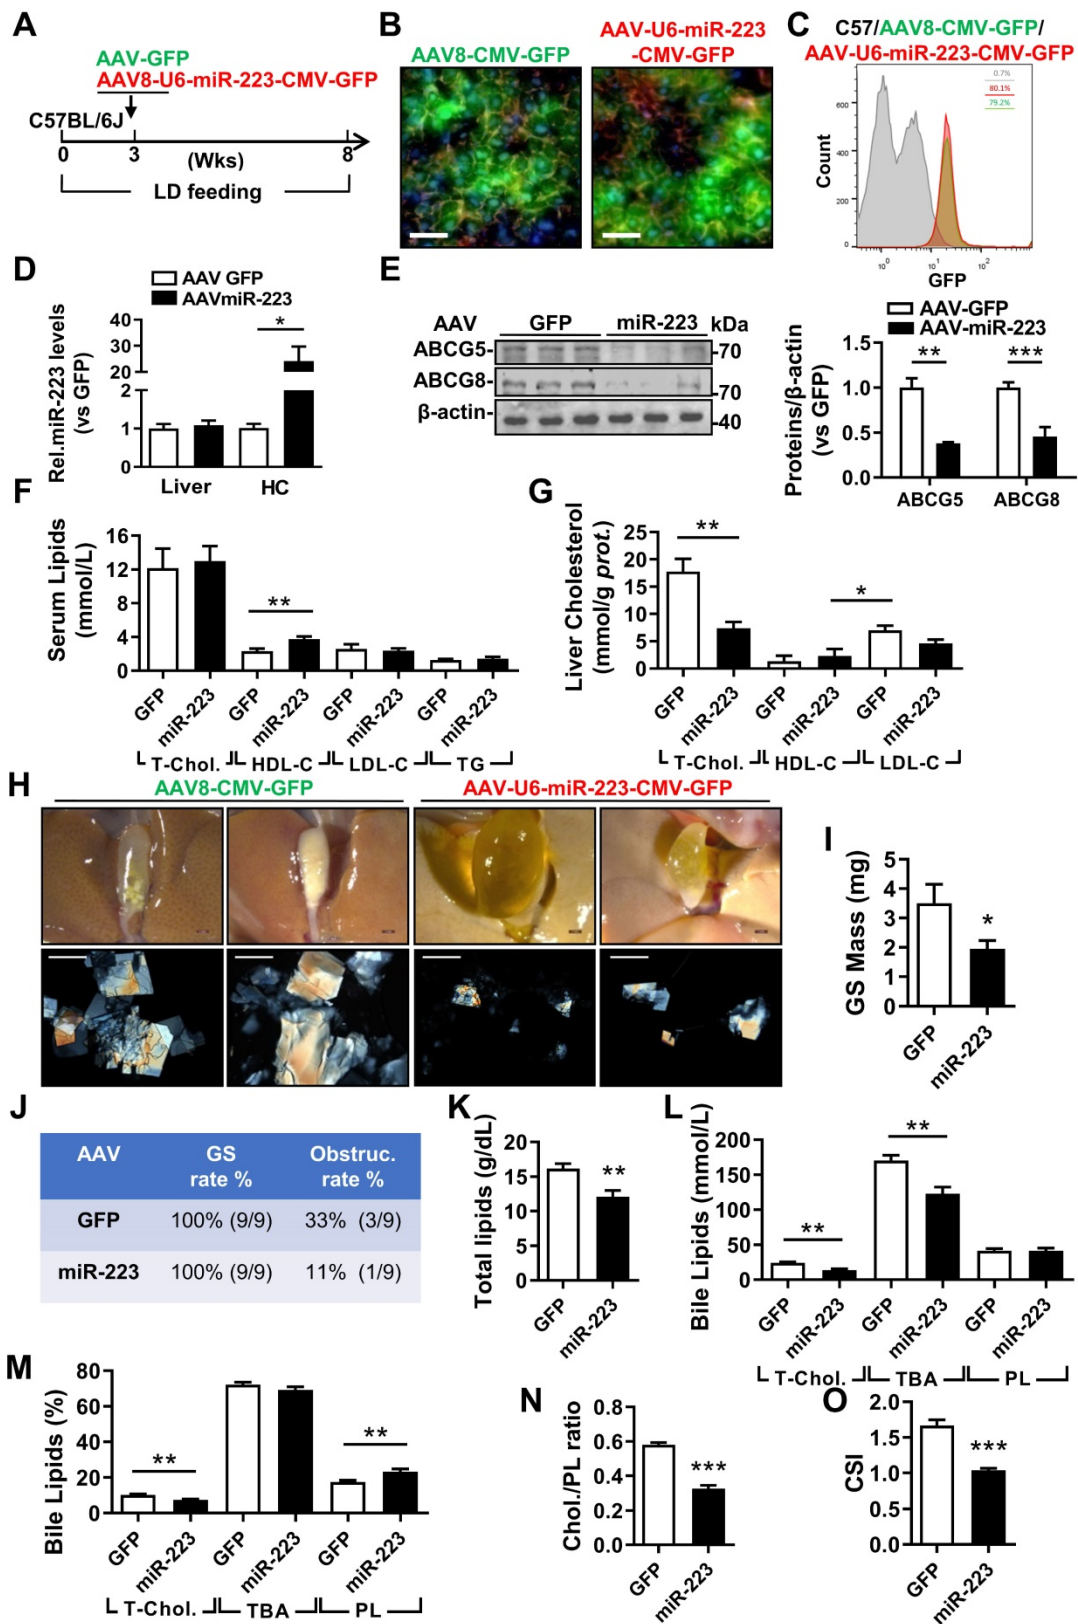 A
AAV-GFP
AAV8-U6-miR-223-CMV-GFP
C57BL/6J
0 3 (Wks) 8
LD feeding
B
AAV8-CMV-GFP
AAV-U6-miR-223
-CMV-GFP
C
C57/AAV8-CMV-GFP/
AAV-U6-miR-223-CMV-GFP
0.7%
80.1%
79.2%
Count
600
400
200
0
10⁰ 10¹ 10²
GFP
D
AAV GFP
AAVmiR-223
Rel.miR-223 levels
(vs GFP)
40
30
20
10
2
1
0
*
Liver HC
E
AAV GFP miR-223 kDa
ABCG5- -70
ABCG8- -70
β-actin- -40
AAV-GFP
AAV-miR-223
Proteins/β-actin
(vs GFP)
1.5
1.0
0.5
0.0
** ***
ABCG5 ABCG8
F
Serum Lipids
(mmol/L)
16
12
8
4
0
**
GFP miR-223 GFP miR-223 GFP miR-223 GFP miR-223
T-Chol. HDL-C LDL-C TG
G
Liver Cholesterol
(mmol/g prot.)
25
20
15
10
5
0
** *
GFP miR-223 GFP miR-223 GFP miR-223
T-Chol. HDL-C LDL-C
H
AAV8-CMV-GFP AAV-U6-miR-223-CMV-GFP
I
GS Mass (mg)
5
4
3
2
1
0
*
GFP miR-223
J
AAV GS Obstruc.
rate % rate %
GFP 100% (9/9) 33% (3/9)
miR-223 100% (9/9) 11% (1/9)
K
Total lipids (g/dL)
20
15
10
5
0
**
GFP miR-223
L
Bile Lipids (mmol/L)
200
150
100
50
0
** **
GFP miR-223 GFP miR-223 GFP miR-223
T-Chol. TBA PL
M
Bile Lipids (%)
80
60
40
20
0
** **
GFP miR-223 GFP miR-223 GFP miR-223
T-Chol. TBA PL
N
Chol./PL ratio
0.8
0.6
0.4
0.2
0.0
***
GFP miR-223
O
CSI
2.0
1.5
1.0
0.5
0.0
***
GFP miR-223